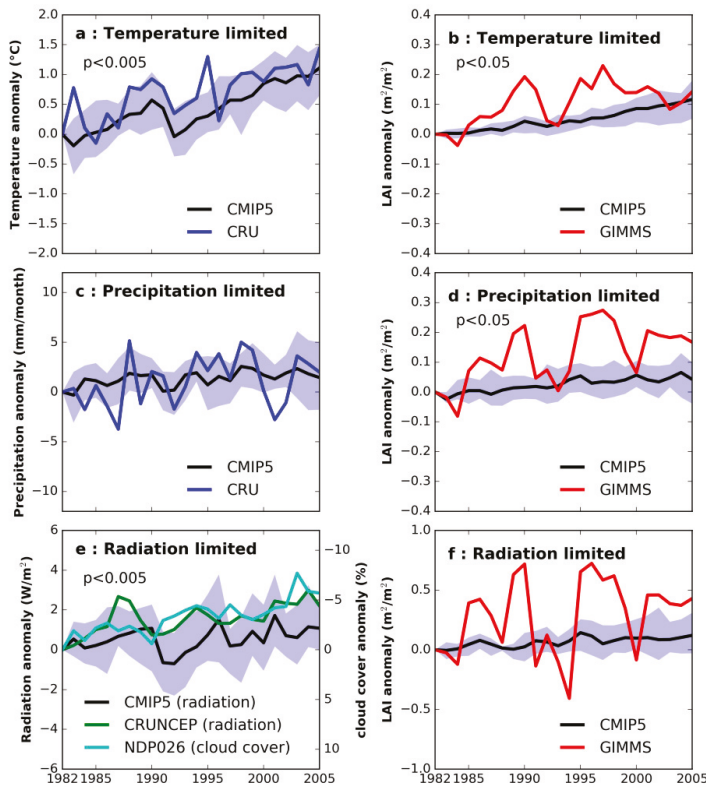 a : Temperature limited
p<0.005
Temperature anomaly (°C)
2.0
1.5
1.0
0.5
0.0
−0.5
−1.0
−1.5
−2.0
CMIP5
CRU
b : Temperature limited
p<0.05
LAI anomaly (m²/m²)
0.4
0.3
0.2
0.1
0.0
−0.1
−0.2
−0.3
−0.4
CMIP5
GIMMS
c : Precipitation limited
Precipitation anomaly (mm/month)
10
5
0
−5
−10
CMIP5
CRU
d : Precipitation limited
p<0.05
LAI anomaly (m²/m²)
0.4
0.3
0.2
0.1
0.0
−0.1
−0.2
−0.3
−0.4
CMIP5
GIMMS
e : Radiation limited
p<0.005
Radiation anomaly (W/m²)
6
4
2
0
−2
−4
−6
cloud cover anomaly (%)
−10
−5
0
5
10
CMIP5 (radiation)
CRUNCEP (radiation)
NDP026 (cloud cover)
1982 1985 1990 1995 2000 2005
f : Radiation limited
LAI anomaly (m²/m²)
1.0
0.5
0.0
−0.5
−1.0
CMIP5
GIMMS
1982 1985 1990 1995 2000 2005